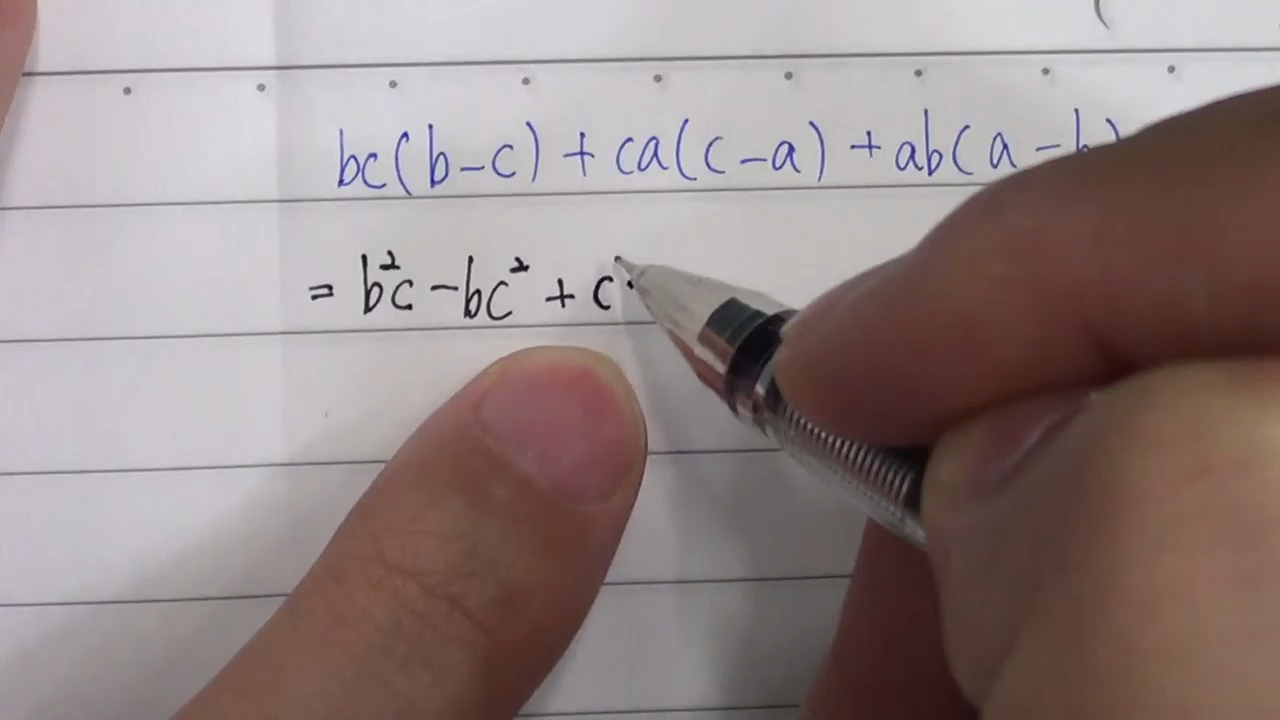 bc(b-c) + ca(c-a) + ab(a-b)
= b²c - bc² + c